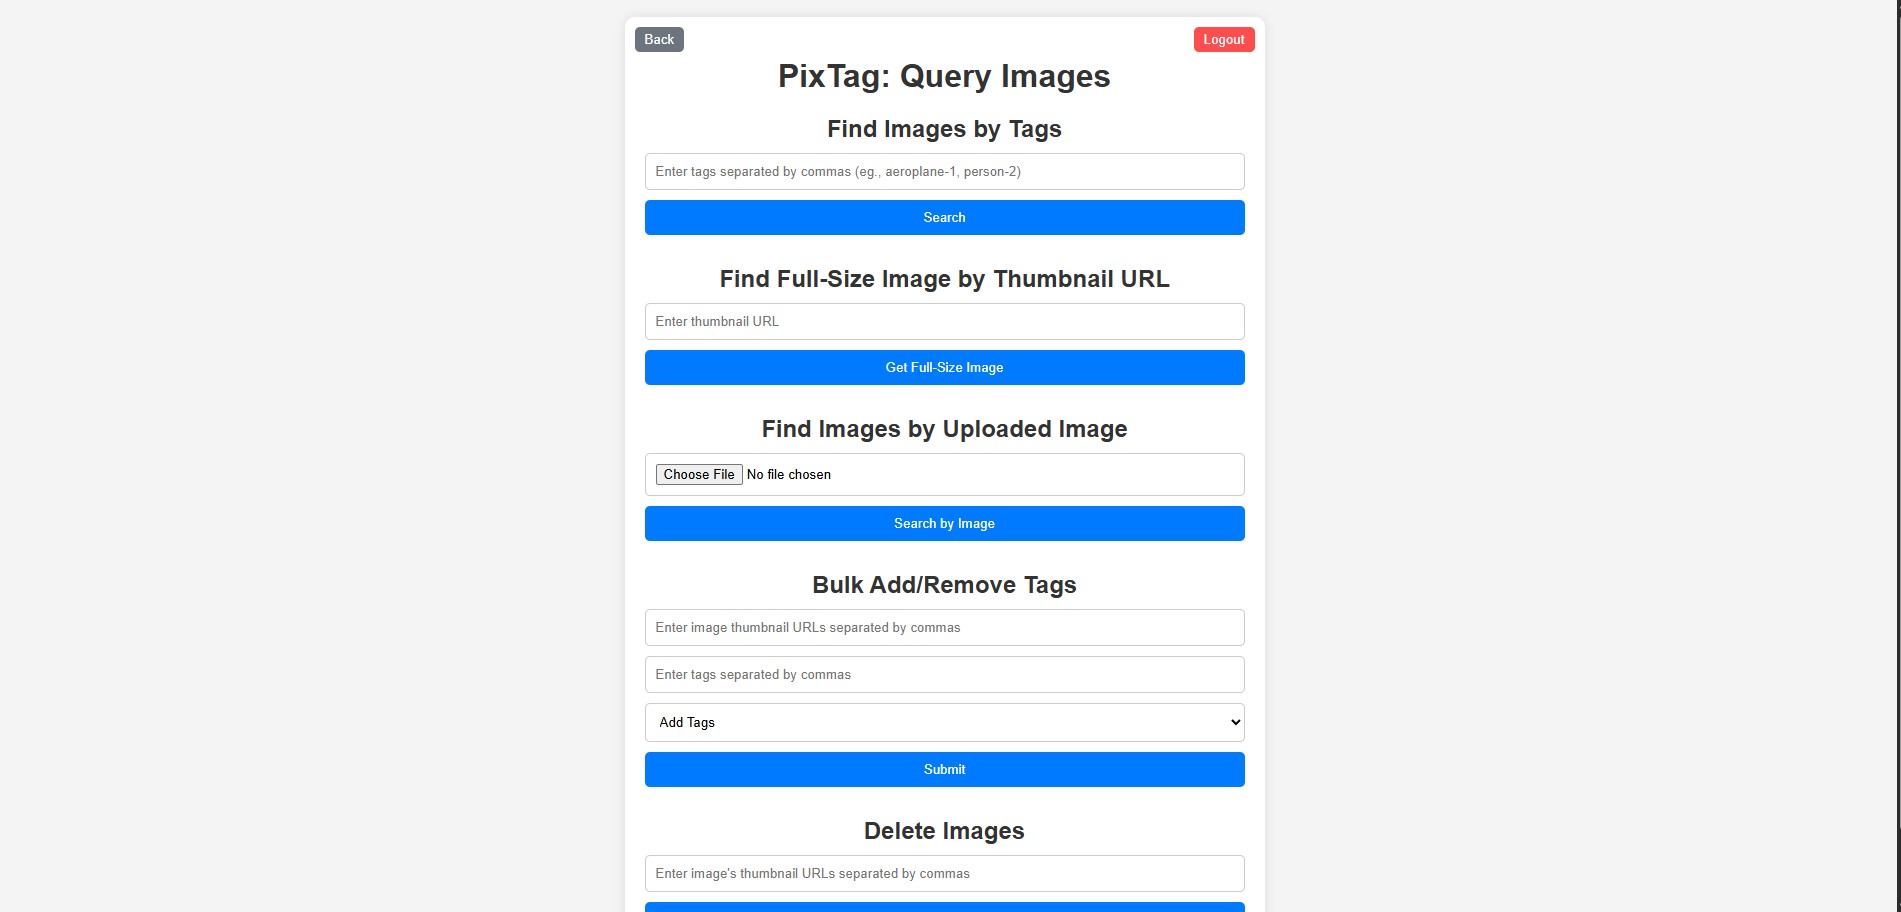 Back
Logout
PixTag: Query Images
Find Images by Tags
Enter tags separated by commas (eg., aeroplane-1, person-2)
Search
Find Full-Size Image by Thumbnail URL
Enter thumbnail URL
Get Full-Size Image
Find Images by Uploaded Image
Choose File No file chosen
Search by Image
Bulk Add/Remove Tags
Enter image thumbnail URLs separated by commas
Enter tags separated by commas
Add Tags
Submit
Delete Images
Enter image's thumbnail URLs separated by commas